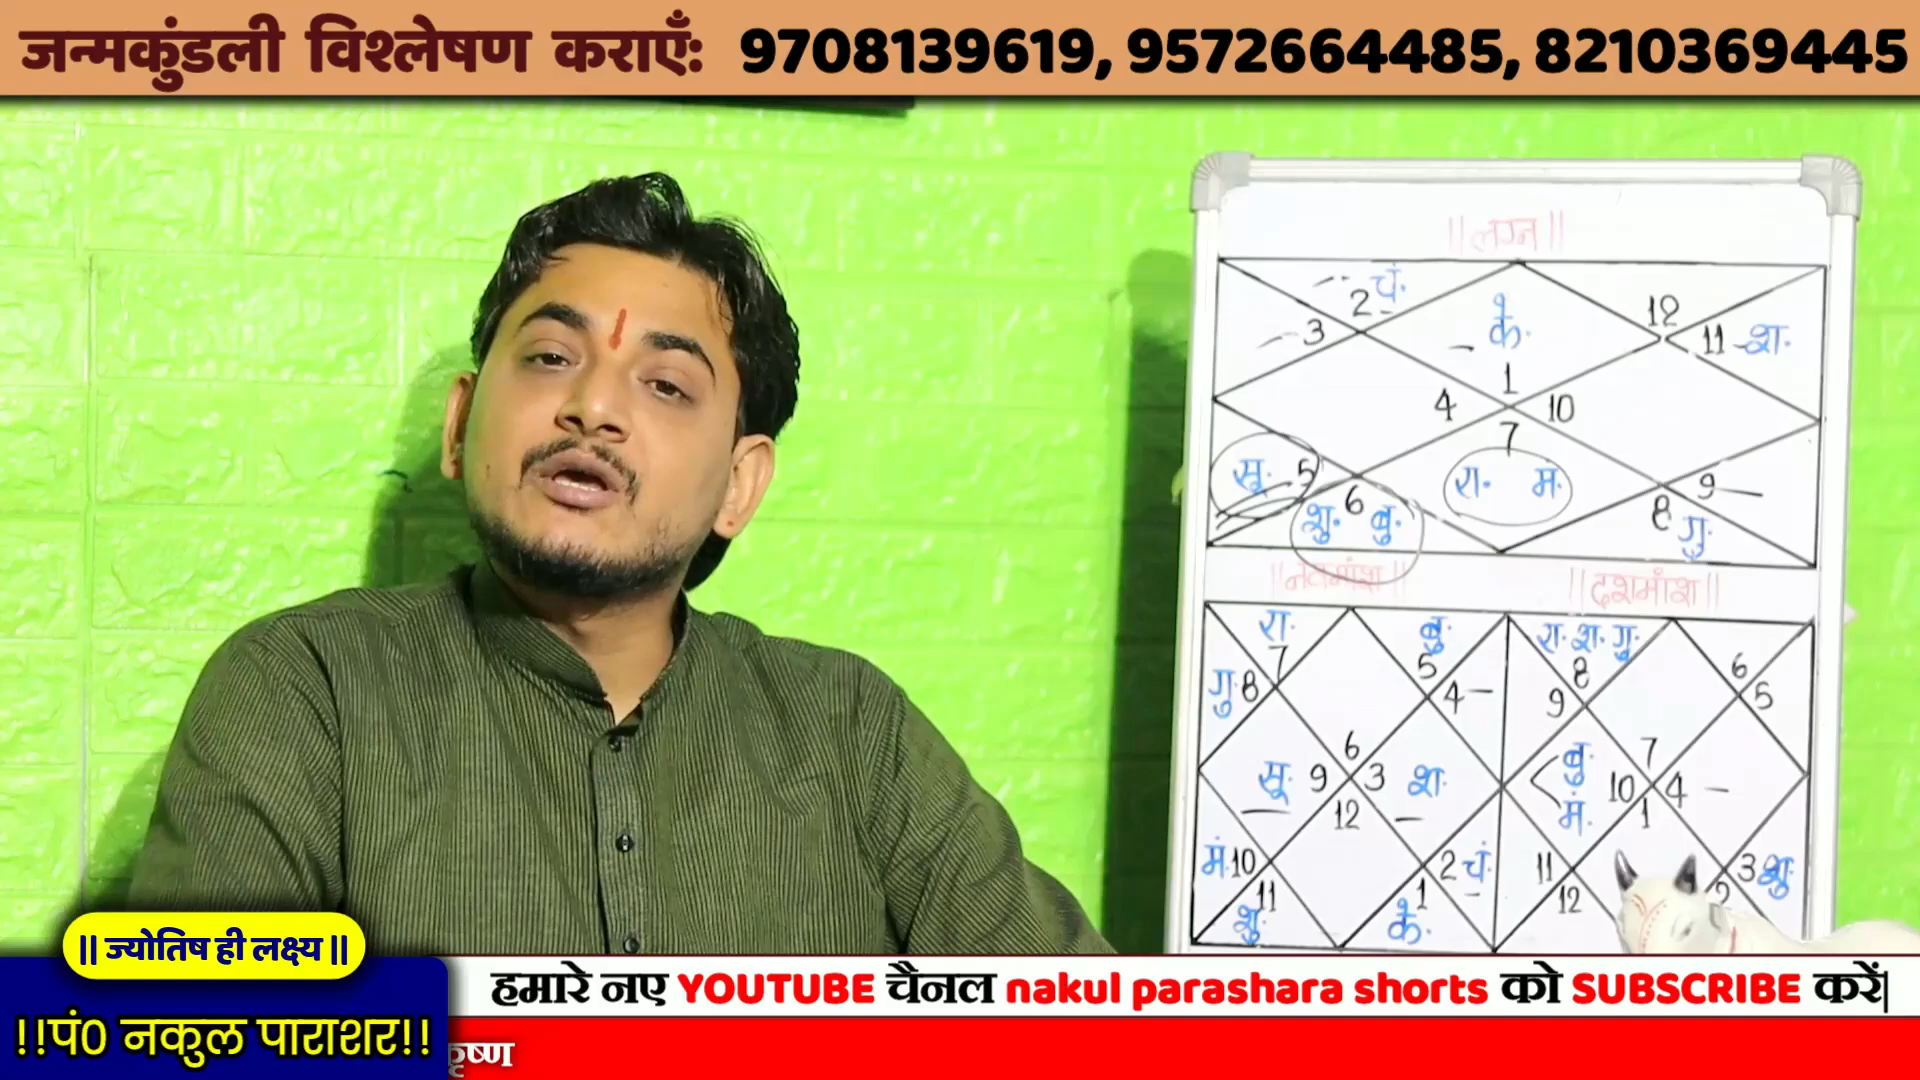 जन्मकुंडली विश्लेषण कराएँ: 9708139619, 9572664485, 8210369445
||लग्न||
चं.
2
3
के.
1
12
11 श.
4
10
7
सू. 5
रा. मं.
6
शु. बु.
9
8
गु.
||नवमांश||
||दशमांश||
रा.
7
बु.
5
गु. 8
4
6
सू. 9
3 श.
12
मं. 10
2 चं.
11
शु.
1
के.
रा. श. गु.
8
6
9
5
7
बु.
मं.
10
4
1
11
3 शु.
12
2
|| ज्योतिष ही लक्ष्य ||
!!पं0 नकुल पाराशर!!
हमारे नए YOUTUBE चैनल nakul parashara shorts को SUBSCRIBE करें|
कृष्ण